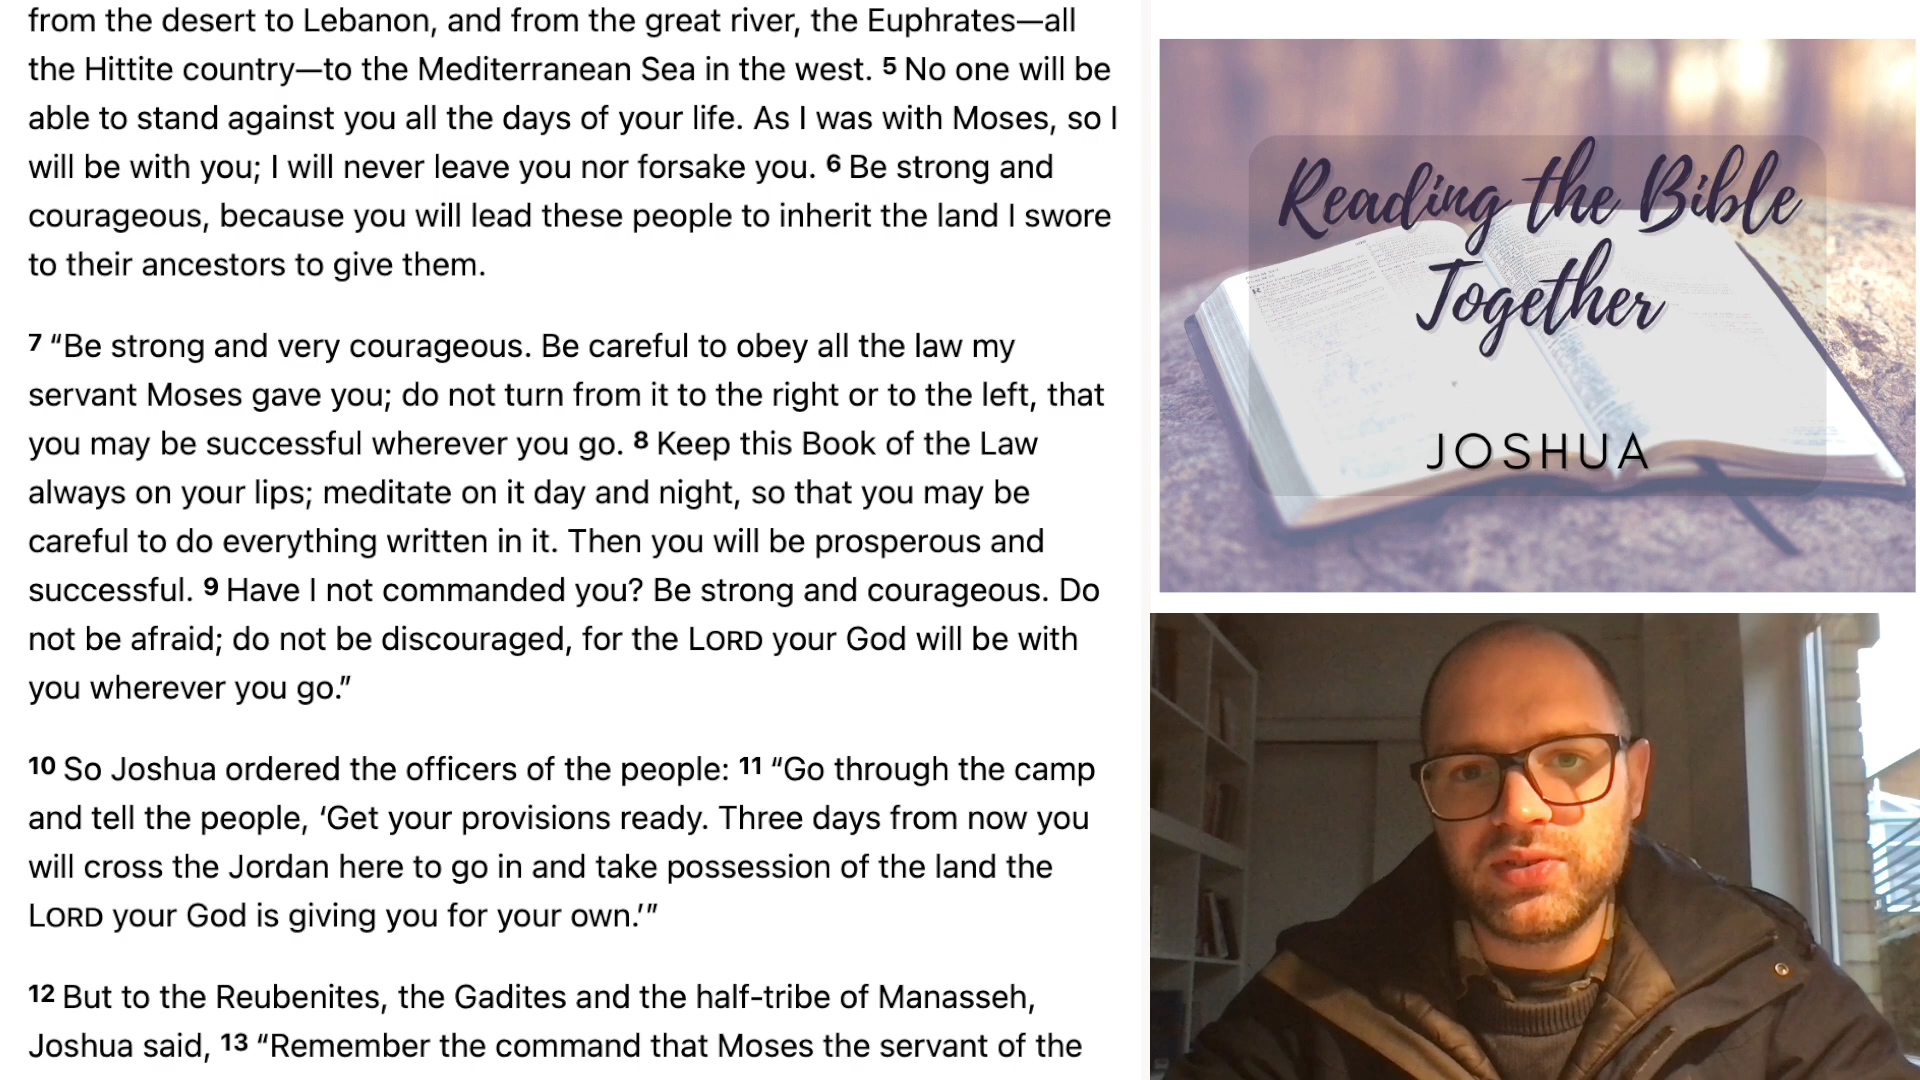 from the desert to Lebanon, and from the great river, the Euphrates—all
the Hittite country—to the Mediterranean Sea in the west. 5 No one will be
able to stand against you all the days of your life. As I was with Moses, so I
will be with you; I will never leave you nor forsake you. 6 Be strong and
courageous, because you will lead these people to inherit the land I swore
to their ancestors to give them.
7 “Be strong and very courageous. Be careful to obey all the law my
servant Moses gave you; do not turn from it to the right or to the left, that
you may be successful wherever you go. 8 Keep this Book of the Law
always on your lips; meditate on it day and night, so that you may be
careful to do everything written in it. Then you will be prosperous and
successful. 9 Have I not commanded you? Be strong and courageous. Do
not be afraid; do not be discouraged, for the LORD your God will be with
you wherever you go.”
10 So Joshua ordered the officers of the people: 11 “Go through the camp
and tell the people, ‘Get your provisions ready. Three days from now you
will cross the Jordan here to go in and take possession of the land the
LORD your God is giving you for your own.’”
12 But to the Reubenites, the Gadites and the half-tribe of Manasseh,
Joshua said, 13 “Remember the command that Moses the servant of the
Reading the Bible
Together
JOSHUA